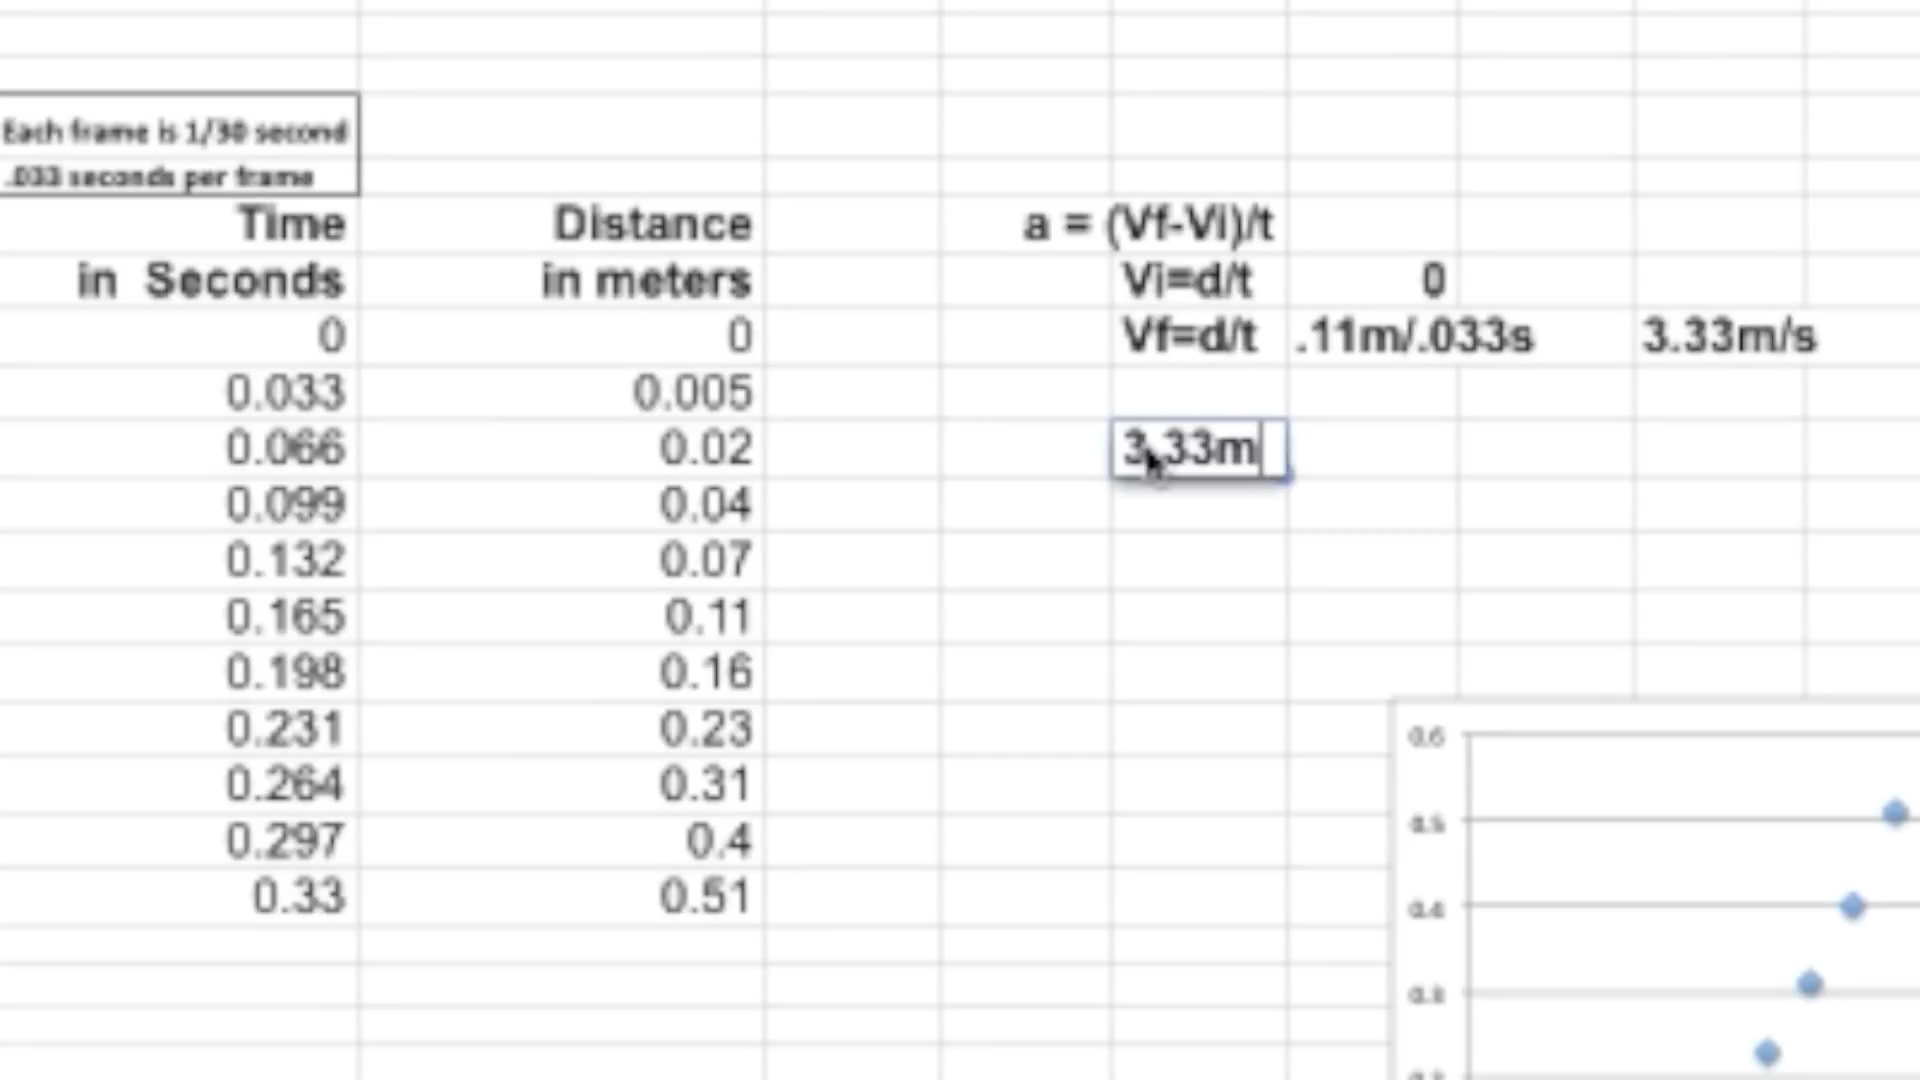 Each frame is 1/30 second
.033 seconds per frame
Time Distance a = (Vf-Vi)/t
in Seconds in meters Vi=d/t 0
0 0 Vf=d/t .11m/.033s 3.33m/s
0.033 0.005
0.066 0.02 3.33m
0.099 0.04
0.132 0.07
0.165 0.11
0.198 0.16
0.231 0.23
0.264 0.31
0.297 0.4
0.33 0.51
0.6
0.5
0.4
0.3